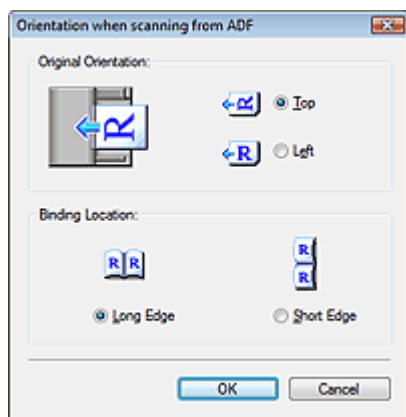 Orientation when scanning from ADF
Original Orientation:
R
R Top
R Left
Binding Location:
R R
R
R
Long Edge
Short Edge
OK Cancel